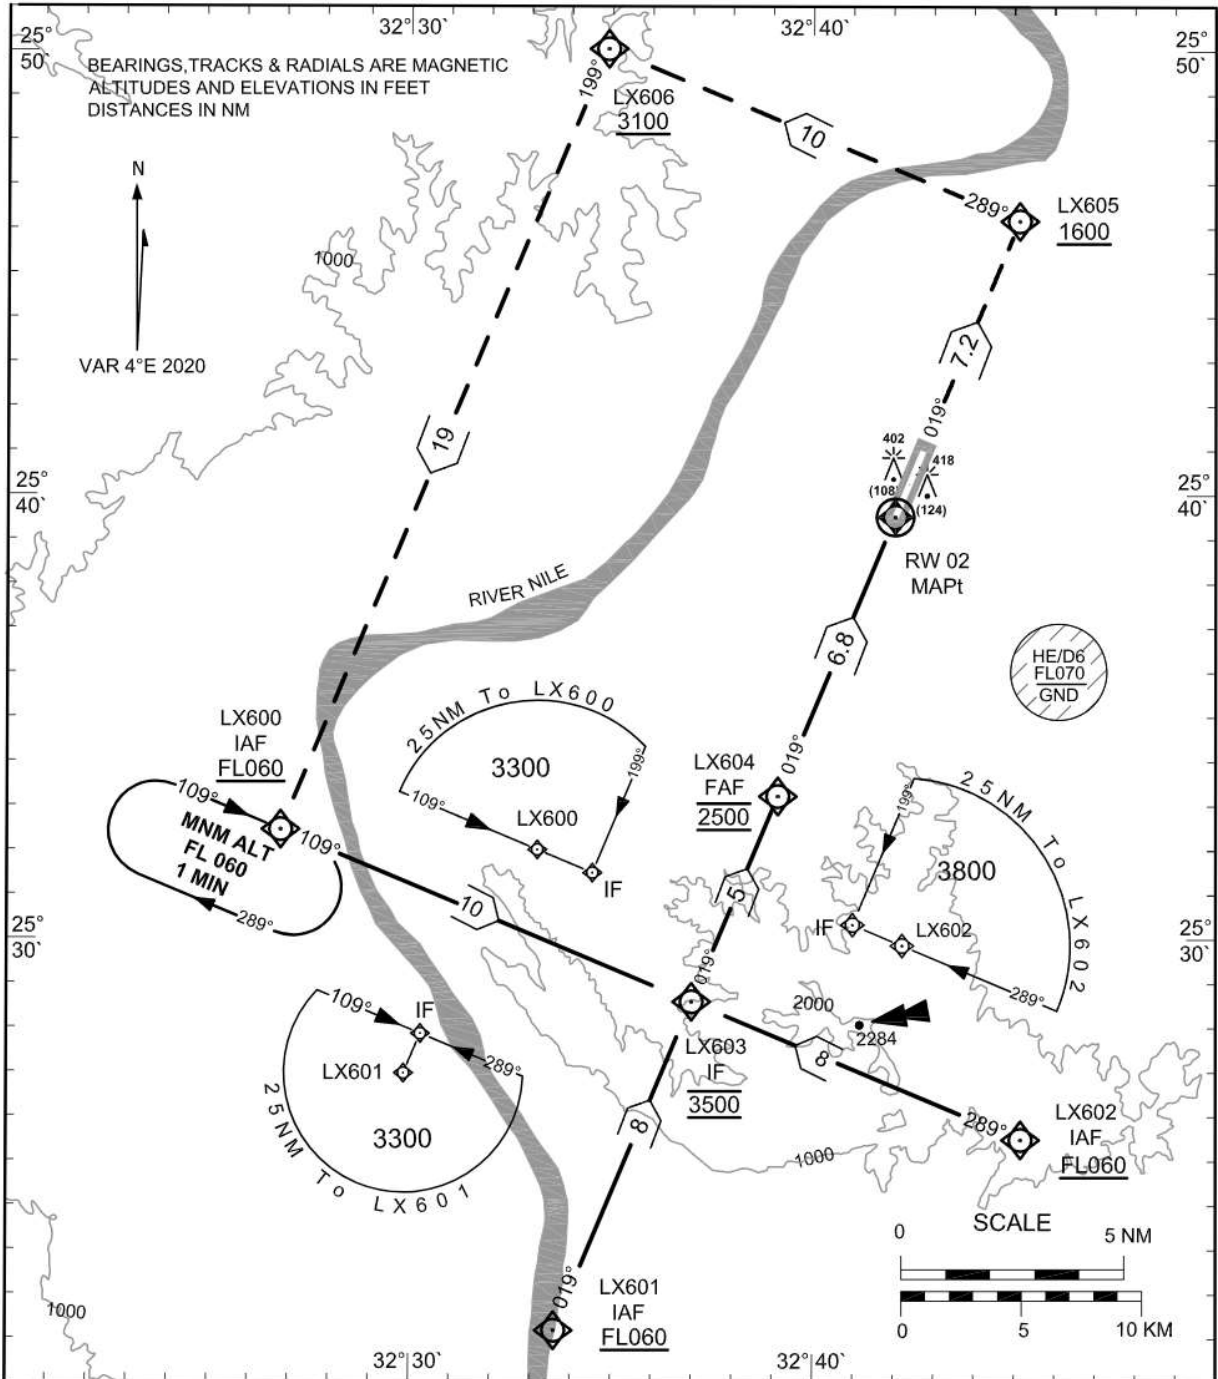 32°30'
32°40'
25°
50`
25°
50`
BEARINGS,TRACKS & RADIALS ARE MAGNETIC
ALTITUDES AND ELEVATIONS IN FEET
DISTANCES IN NM
199°
LX606
3100
10
289°
LX605
1600
N
VAR 4°E 2020
1000
7.2
019°
19
402
418
(108)
(124)
25°
40`
25°
40`
RW 02
MAPt
RIVER NILE
6.8
HE/D6
FL070
GND
LX600
IAF
FL060
109°
109°
MNM ALT
FL 060
1 MIN
289°
25NM To LX600
3300
199°
109°
LX600
IF
LX604
FAF
2500
019°
25NM To LX602
199°
3800
IF
LX602
289°
5
10
25°
30`
25°
30`
019°
2000
2284
LX603
IF
3500
8
109°
IF
289°
LX601
3300
25NM To LX601
8
289°
LX602
IAF
FL060
1000
SCALE
0
5 NM
0
5
10 KM
019°
LX601
IAF
FL060
1000
32°30`
32°40`